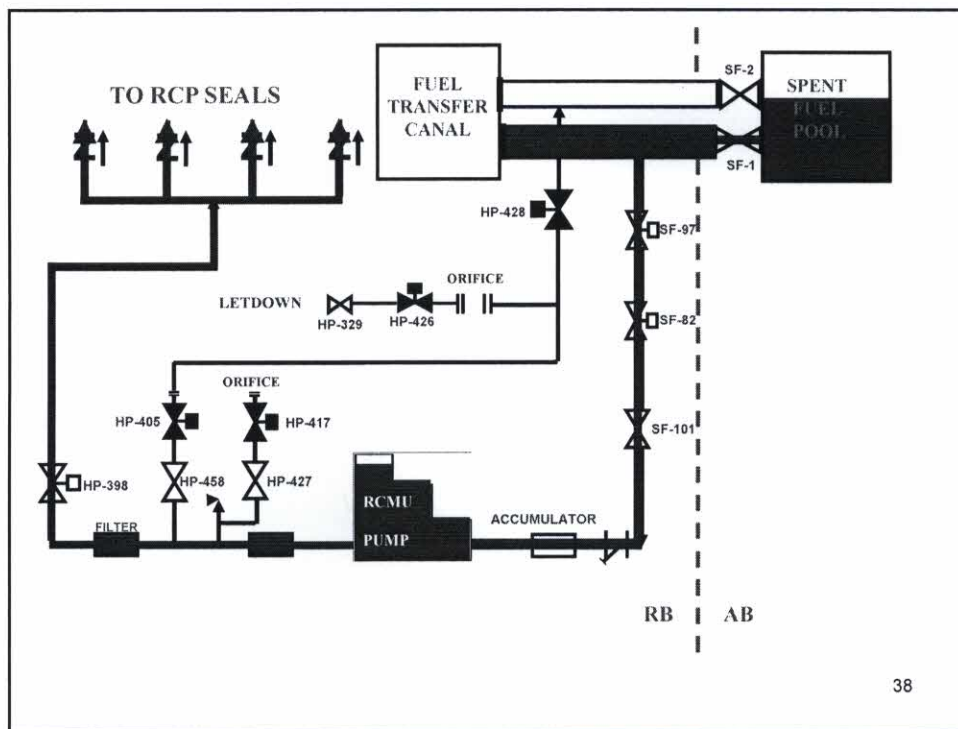 TO RCP SEALS
FUEL
TRANSFER
CANAL
SF-2
SPENT
FUEL
POOL
SF-1
HP-428
SF-97
ORIFICE
LETDOWN
HP-329
HP-426
SF-82
ORIFICE
HP-405
HP-417
SF-101
HP-398
HP-458
HP-427
FILTER
RCMU
PUMP
ACCUMULATOR
RB
AB
38